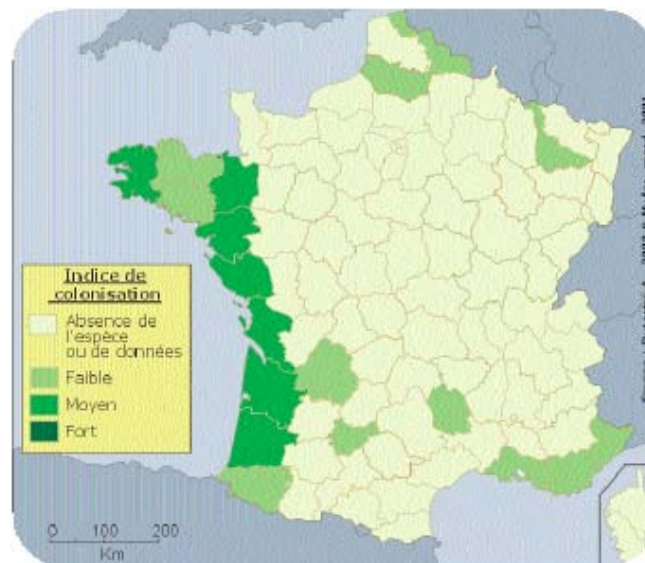 Indice de
colonisation
Absence de
l'espèce
ou de données
Faible
Moyen
Fort
0 100 200
Km